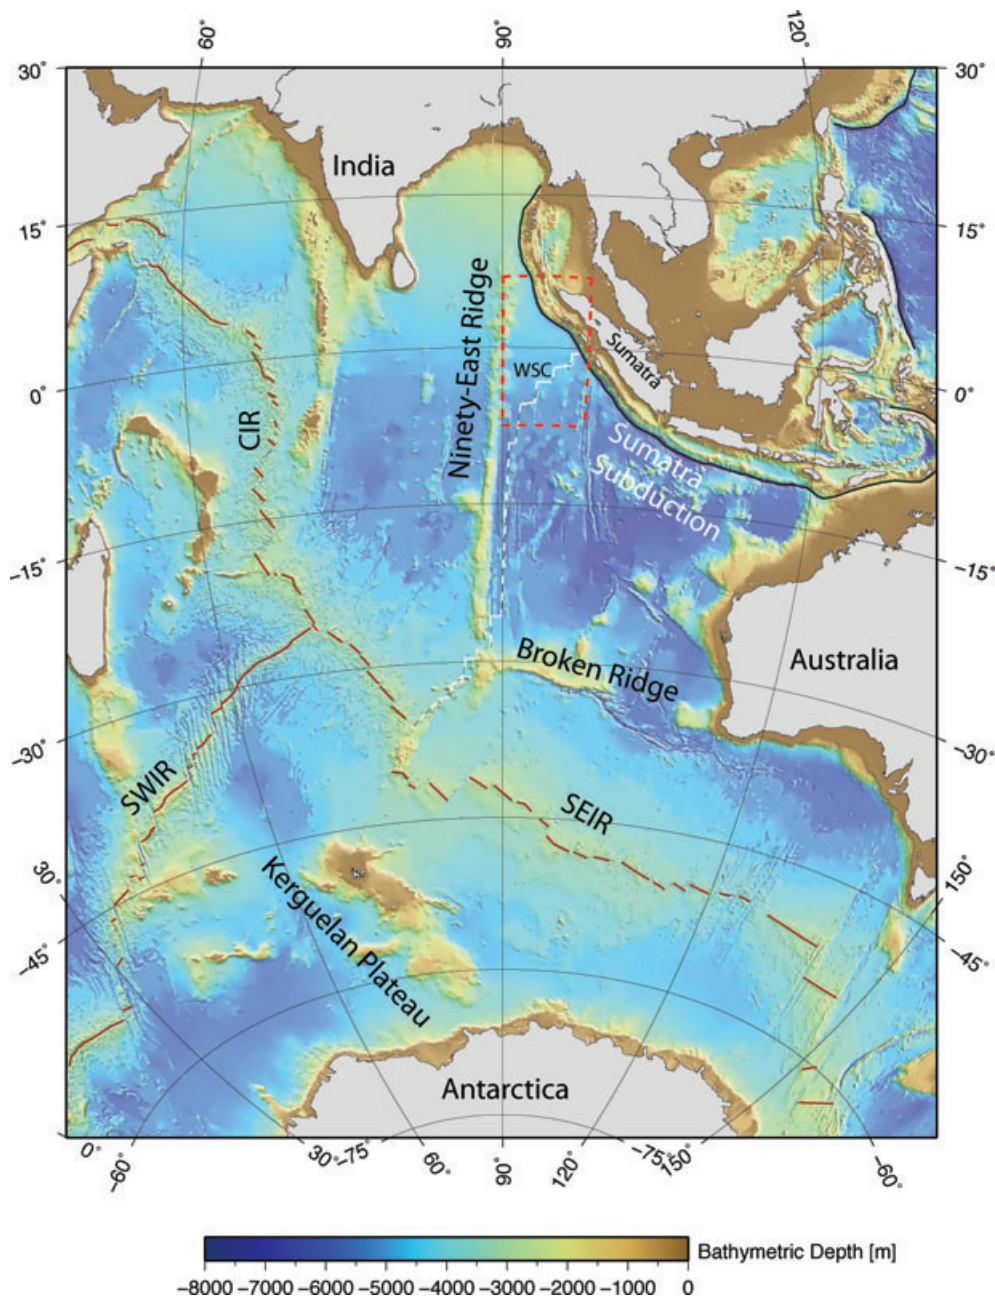 60° 90° 120°
30° 30°
India
15° 15°
Ninety-East Ridge
WSC
Sumatra
0° 0°
CIR
Sumatra
Subduction
−15° −15°
Broken Ridge
Australia
−30° −30°
SWIR
SEIR
30° 150°
Kerguelan Plateau
−45° −45°
Antarctica
0° −60° 30° −75° 60° 90° 120° −75° 150° −60°
Bathymetric Depth [m]
−8000 −7000 −6000 −5000 −4000 −3000 −2000 −1000 0